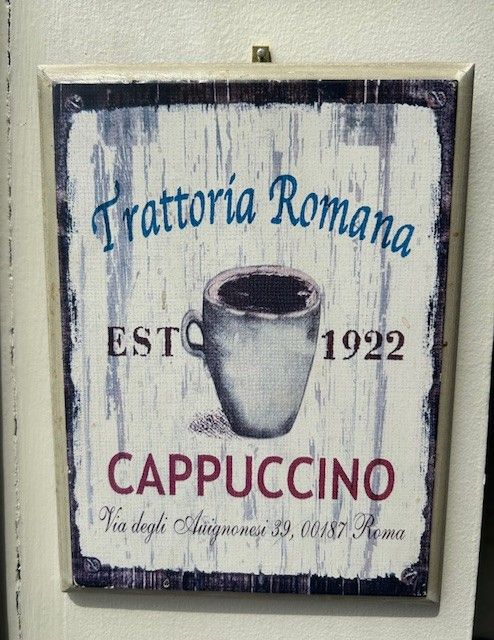 Trattoria Romana
EST 1922
CAPPUCCINO
Via degli Avignonesi 39, 00187 Roma